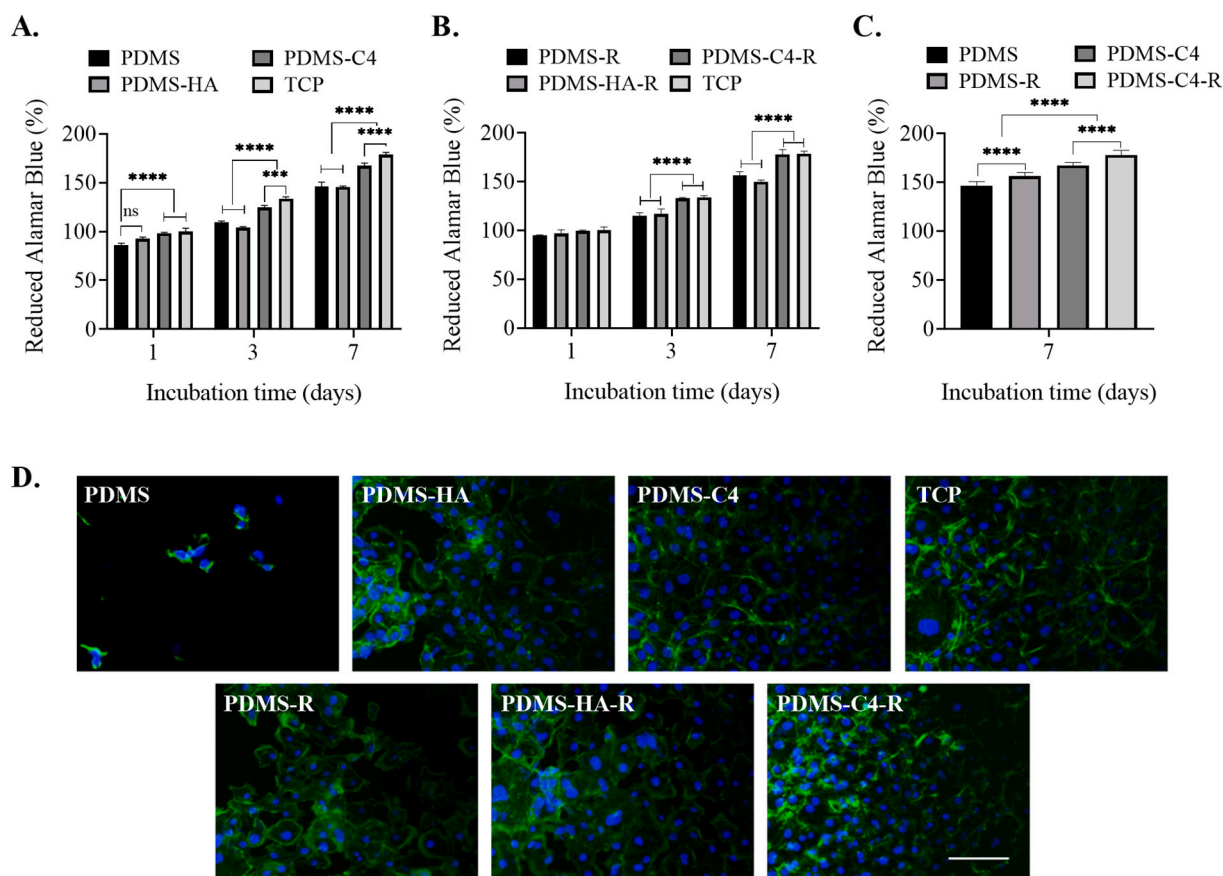 A.
PDMS PDMS-C4
PDMS-HA TCP
Reduced Alamar Blue (%)
200
150
100
50
0
ns
****
****
***
****
****
1 3 7
Incubation time (days)
B.
PDMS-R PDMS-C4-R
PDMS-HA-R TCP
Reduced Alamar Blue (%)
200
150
100
50
0
****
****
1 3 7
Incubation time (days)
C.
PDMS PDMS-C4
PDMS-R PDMS-C4-R
Reduced Alamar Blue (%)
200
150
100
50
0
****
****
****
7
Incubation time (days)
D.
PDMS PDMS-HA PDMS-C4 TCP
PDMS-R PDMS-HA-R PDMS-C4-R